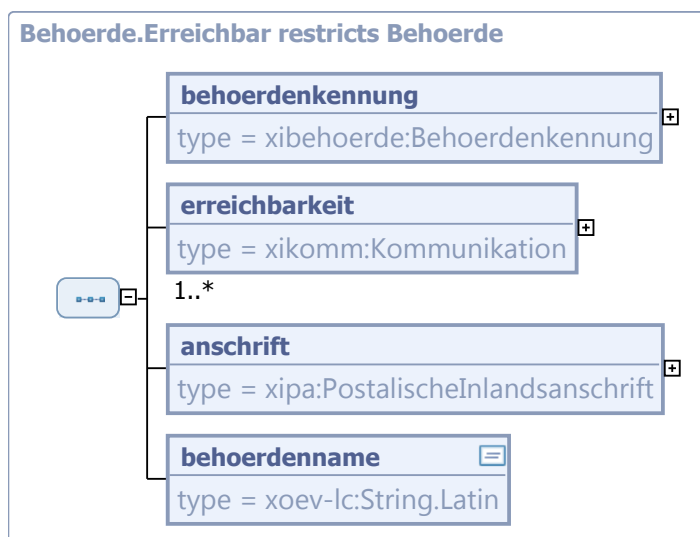 Behoerde.Erreichbar restricts Behoerde
behoerdenkennung
type = xibehoerde:Behoerdenkennung
erreichbarkeit
type = xikomm:Kommunikation
1..*
anschrift
type = xipa:PostalischeInlandsanschrift
behoerdenname
type = xoev-lc:String.Latin